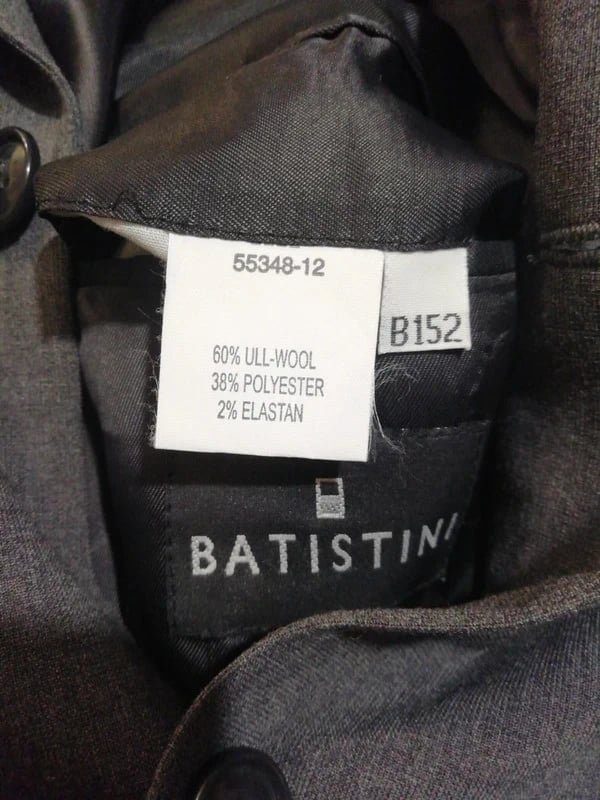 55348-12
60% ULL-WOOL
38% POLYESTER
2% ELASTAN
B152
BATISTINI